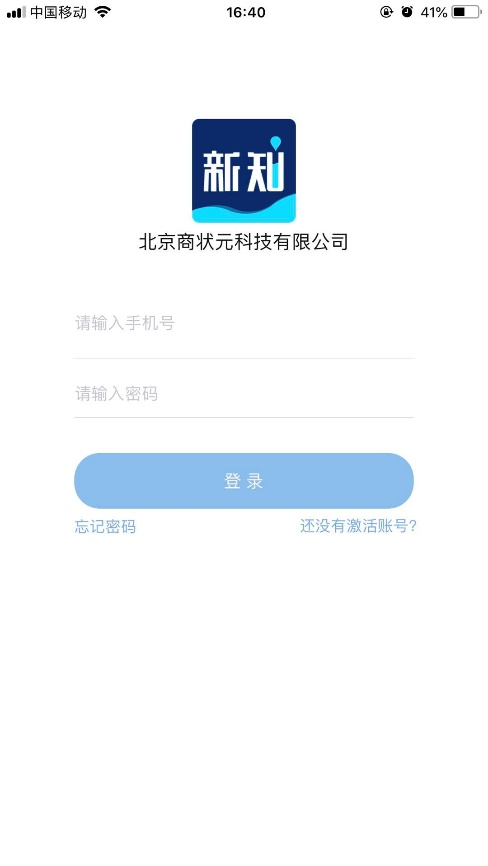 中国移动 16:40 41%
新知
北京商状元科技有限公司
请输入手机号
请输入密码
登 录
忘记密码 还没有激活账号?